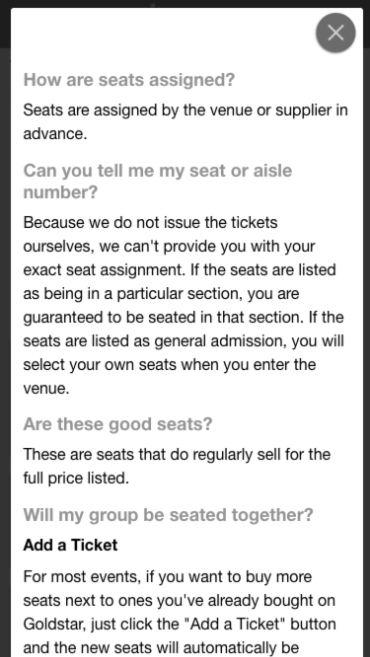 How are seats assigned?
Seats are assigned by the venue or supplier in
advance.
Can you tell me my seat or aisle
number?
Because we do not issue the tickets
ourselves, we can't provide you with your
exact seat assignment. If the seats are listed
as being in a particular section, you are
guaranteed to be seated in that section. If the
seats are listed as general admission, you will
select your own seats when you enter the
venue.
Are these good seats?
These are seats that do regularly sell for the
full price listed.
Will my group be seated together?
Add a Ticket
For most events, if you want to buy more
seats next to ones you've already bought on
Goldstar, just click the "Add a Ticket" button
and the new seats will automatically be